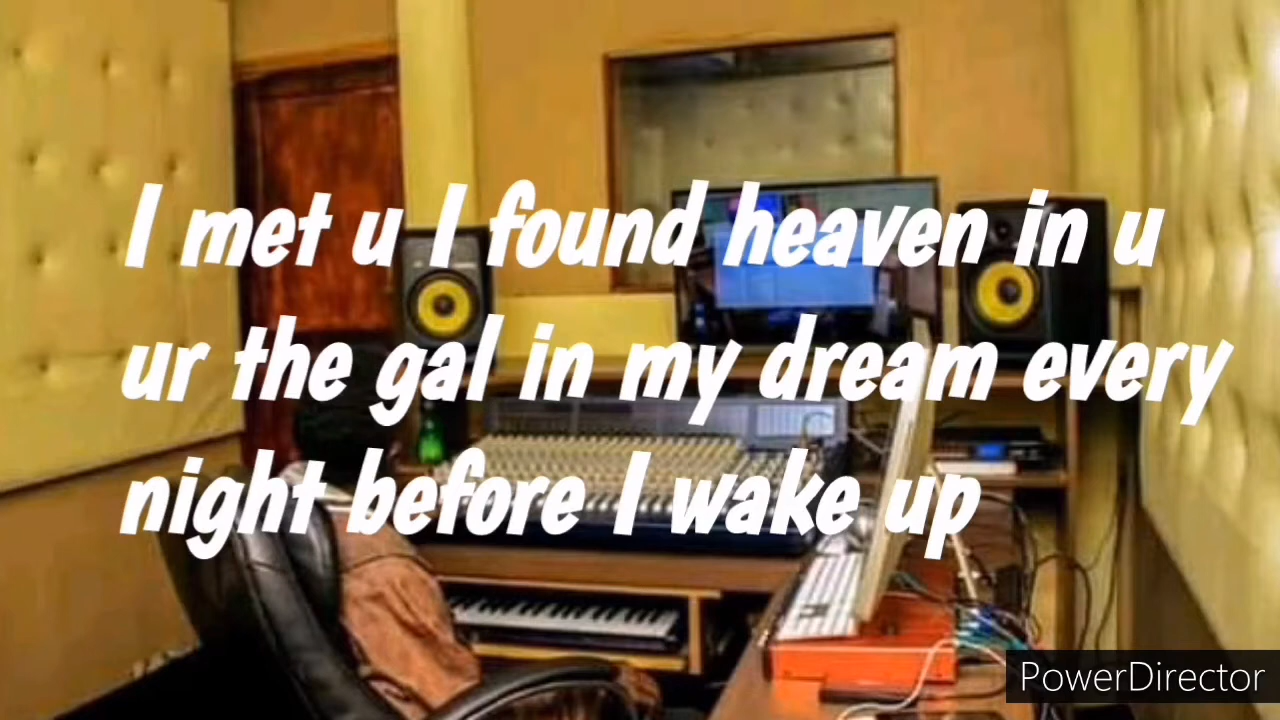 I met u I found heaven in u
ur the gal in my dream every
night before I wake up
PowerDirector